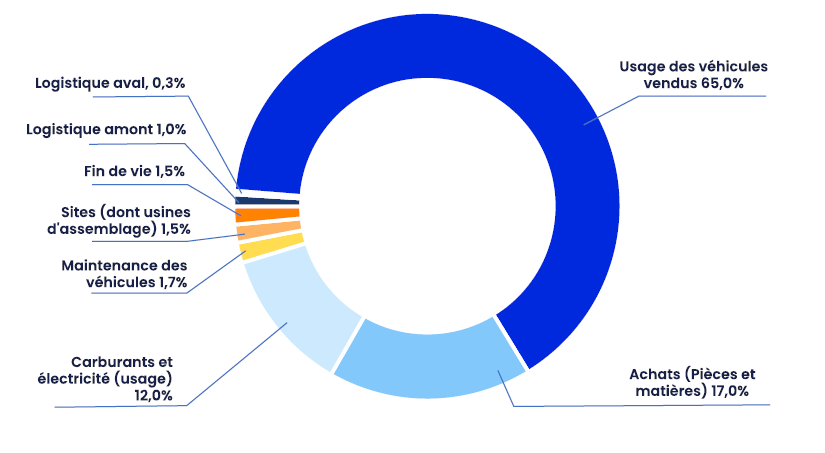 Usage des véhicules
vendus 65,0%
Logistique aval, 0,3%
Logistique amont 1,0%
Fin de vie 1,5%
Sites (dont usines
d'assemblage) 1,5%
Maintenance des
véhicules 1,7%
Carburants et
électricité (usage)
12,0%
Achats (Pièces et
matières) 17,0%